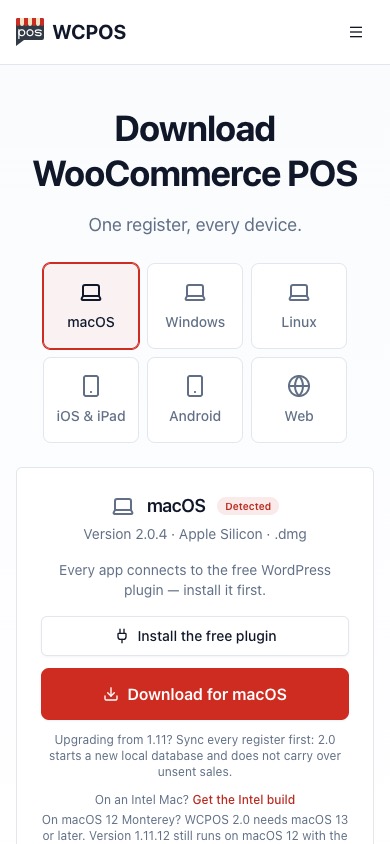 pos WCPOS
Download
WooCommerce POS
One register, every device.
macOS
Windows
Linux
iOS & iPad
Android
Web
macOS Detected
Version 2.0.4 · Apple Silicon · .dmg
Every app connects to the free WordPress
plugin — install it first.
Install the free plugin
Download for macOS
Upgrading from 1.11? Sync every register first: 2.0
starts a new local database and does not carry over
unsent sales.
On an Intel Mac? Get the Intel build
On macOS 12 Monterey? WCPOS 2.0 needs macOS 13
or later. Version 1.11.12 still runs on macOS 12 with the